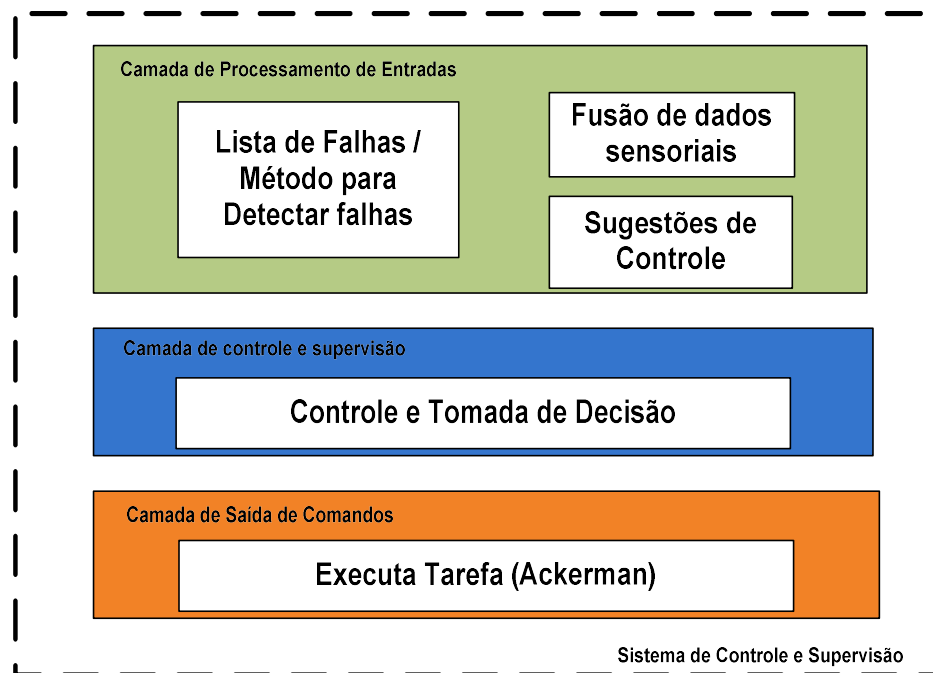 Camada de Processamento de Entradas
Lista de Falhas /
Método para
Detectar falhas
Fusão de dados
sensoriais
Sugestões de
Controle
Camada de controle e supervisão
Controle e Tomada de Decisão
Camada de Saída de Comandos
Executa Tarefa (Ackerman)
Sistema de Controle e Supervisão